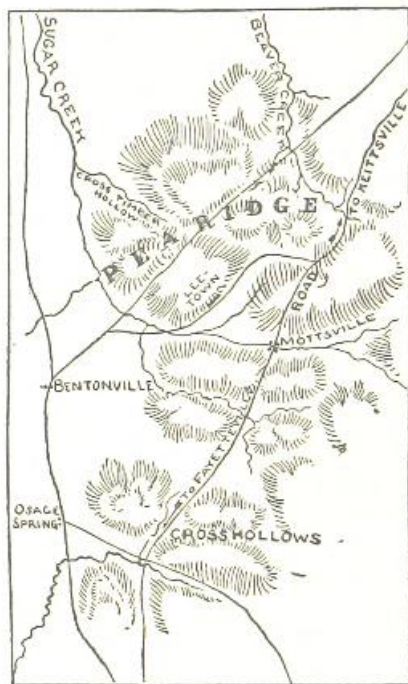 SUGAR CREEK
BEAVER CREEK
TO KEITTSVILLE
CROSS TIMBER
HOLLOW
PEA RIDGE
LEE-
TOWN
ROAD
MOTTSVILLE
BENTONVILLE
TO FAYETTEVILLE
OSAGE
SPRING
CROSS HOLLOWS